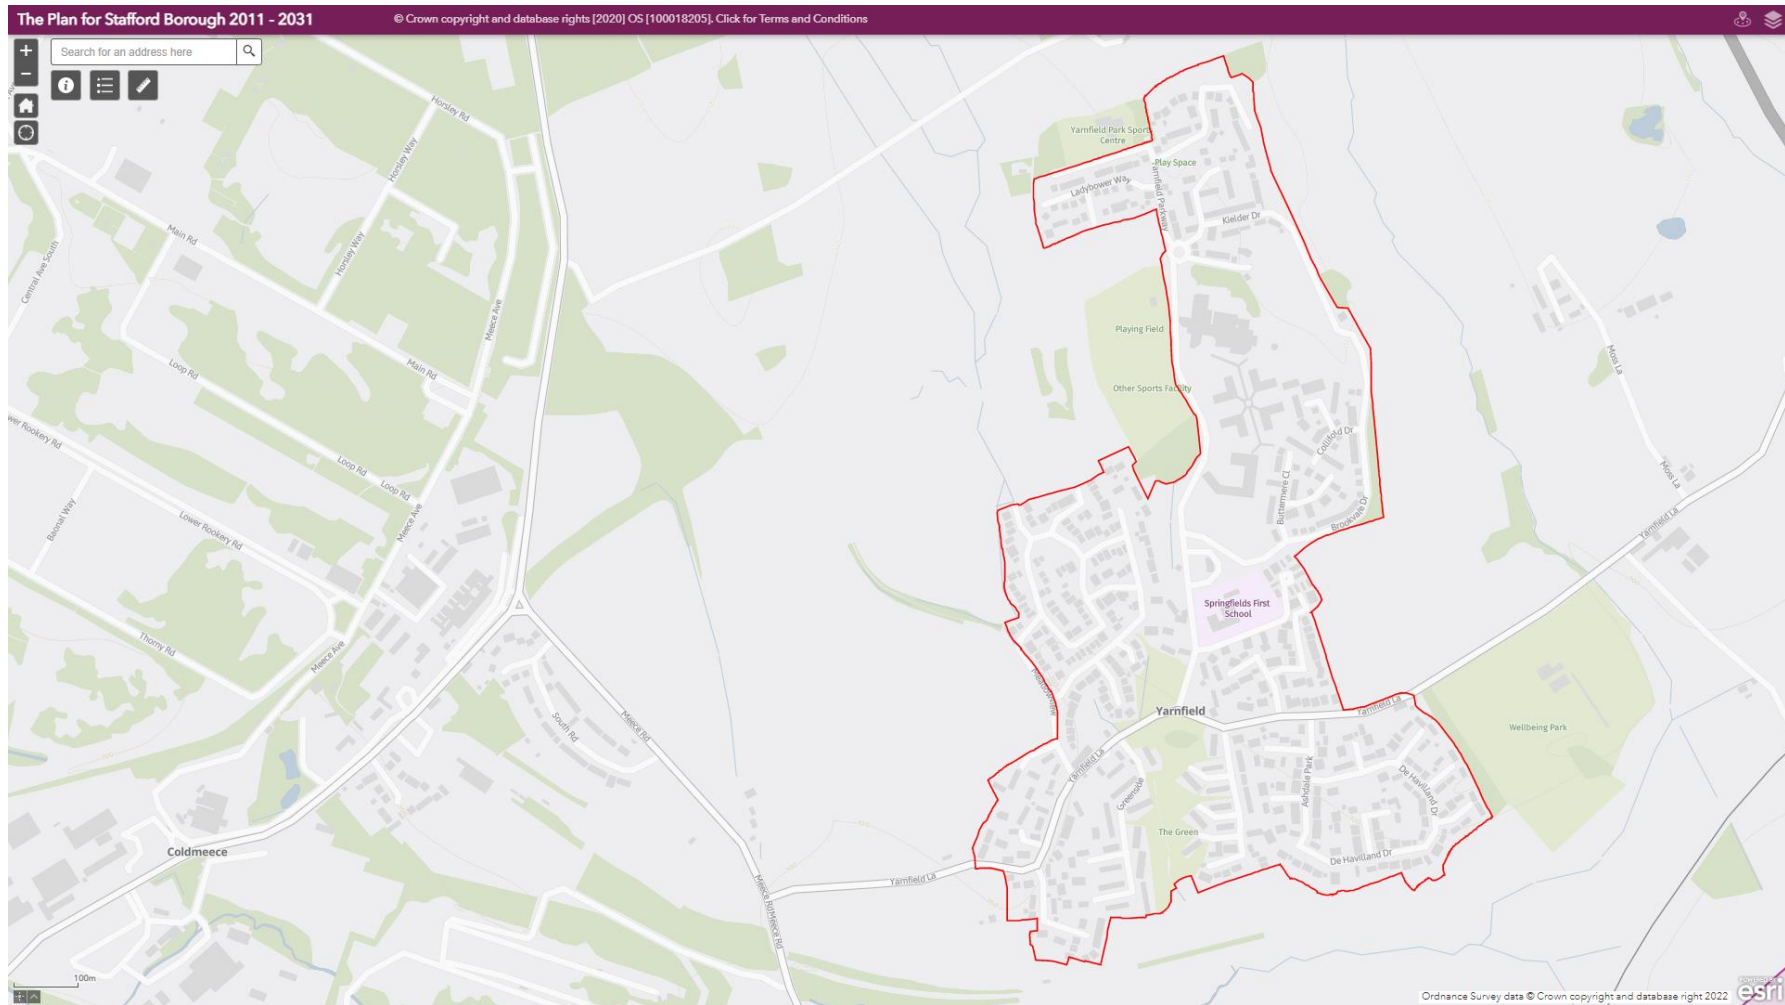 The Plan for Stafford Borough 2011 - 2031
© Crown copyright and database rights [2020] OS [100018205]. Click for Terms and Conditions
Search for an address here
Horsley Rd
Horsley Way
Horsley Way
Yarnfield Park Sports
Centre
Play Space
Ladybower Way
Yarnfield Parkway
Kielder Dr
Main Rd
Central Ave South
Meece Ave
Playing Field
Moss La
Main Rd
Loop Rd
Other Sports Facility
Collifold Dr
Lower Rookery Rd
Loop Rd
Loop Rd
Moss La
Buttermere Cl
Brookvale Dr
Baonal Way
Lower Rookery Rd
Meece Ave
Yarnfield La
Springfields First
School
Thorny Rd
Meece Ave
Meadow View
Yarnfield
Yarnfield La
South Rd
Meece Rd
Wellbeing Park
Yarnfield La
Greenside
Ashdale Park
De Havilland Dr
The Green
Coldmeece
De Havilland Dr
Yarnfield La
Meece Rd
Meece Rd
100m
Ordnance Survey data © Crown copyright and database right 2022
POWERED BY
esri